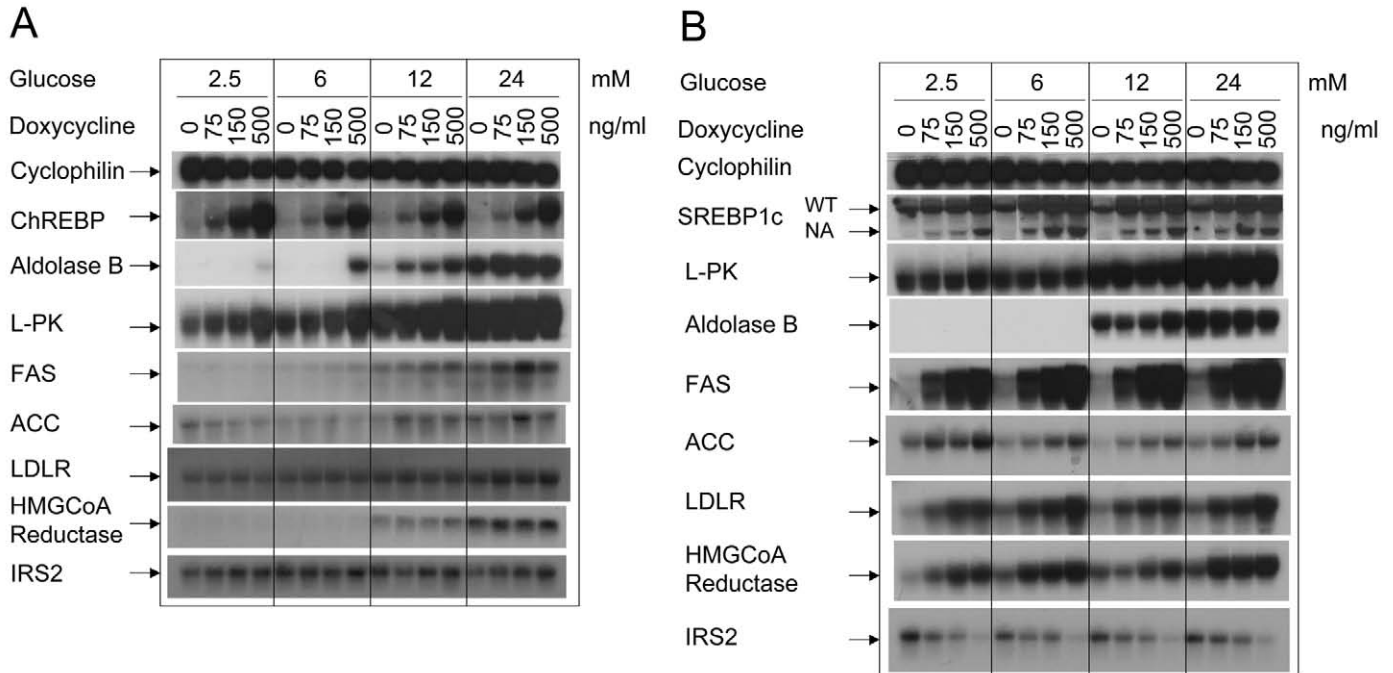 A
Glucose 2.5 6 12 24 mM
Doxycycline 0 75 150 500 0 75 150 500 0 75 150 500 0 75 150 500 ng/ml
Cyclophilin
ChREBP
Aldolase B
L-PK
FAS
ACC
LDLR
HMGCoA
Reductase
IRS2
B
Glucose 2.5 6 12 24 mM
Doxycycline 0 75 150 500 0 75 150 500 0 75 150 500 0 75 150 500 ng/ml
Cyclophilin
SREBP1c WT
NA
L-PK
Aldolase B
FAS
ACC
LDLR
HMGCoA
Reductase
IRS2